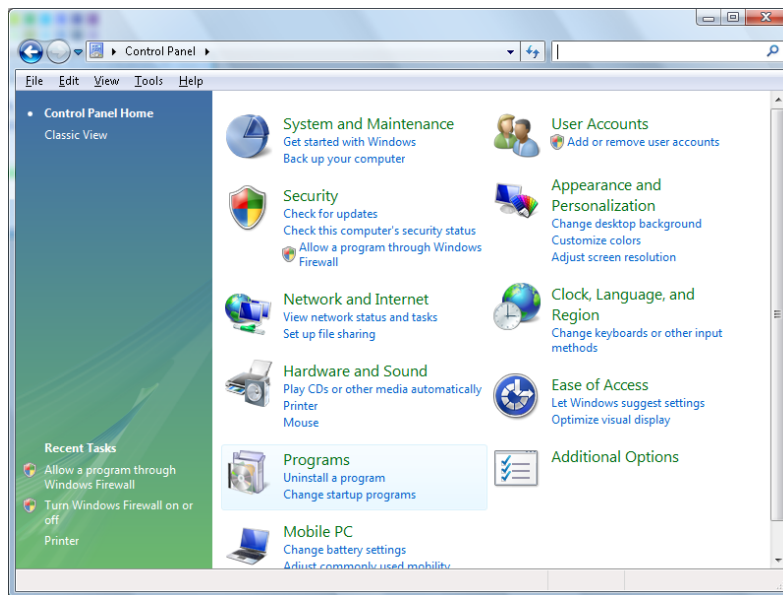 Control Panel
File Edit View Tools Help
Control Panel Home
Classic View
Recent Tasks
Allow a program through
Windows Firewall
Turn Windows Firewall on or
off
Printer
System and Maintenance
Get started with Windows
Back up your computer
Security
Check for updates
Check this computer's security status
Allow a program through Windows
Firewall
Network and Internet
View network status and tasks
Set up file sharing
Hardware and Sound
Play CDs or other media automatically
Printer
Mouse
Programs
Uninstall a program
Change startup programs
Mobile PC
Change battery settings
Adjust commonly used mobility
User Accounts
Add or remove user accounts
Appearance and
Personalization
Change desktop background
Customize colors
Adjust screen resolution
Clock, Language, and
Region
Change keyboards or other input
methods
Ease of Access
Let Windows suggest settings
Optimize visual display
Additional Options